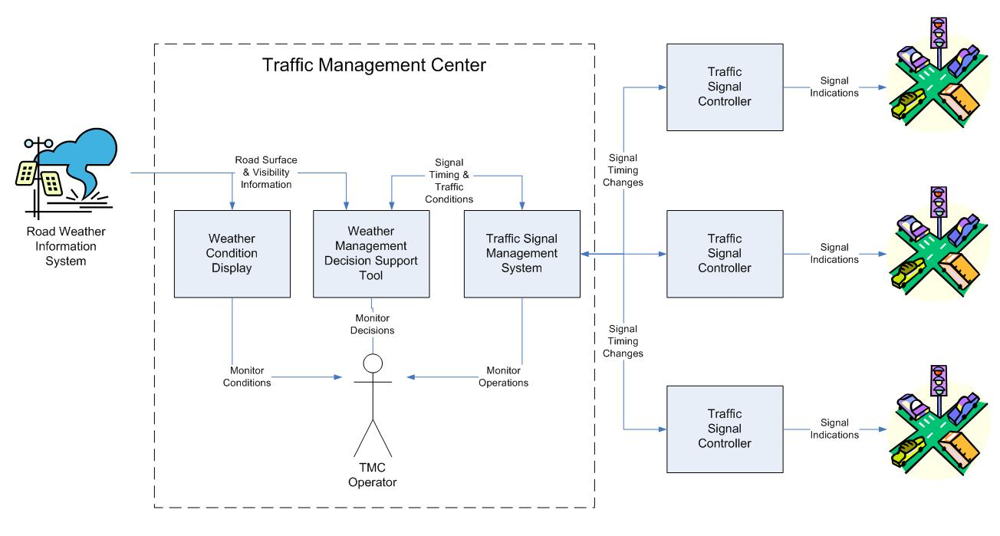 Traffic Management Center
Road Weather
Information
System
Road Surface
& Visibility
Information
Signal
Timing &
Traffic
Conditions
Weather
Condition
Display
Weather
Management
Decision Support
Tool
Traffic Signal
Management
System
Monitor
Conditions
Monitor
Decisions
Monitor
Operations
TMC
Operator
Signal
Timing
Changes
Signal
Timing
Changes
Traffic
Signal
Controller
Signal
Indications
Traffic
Signal
Controller
Signal
Indications
Traffic
Signal
Controller
Signal
Indications